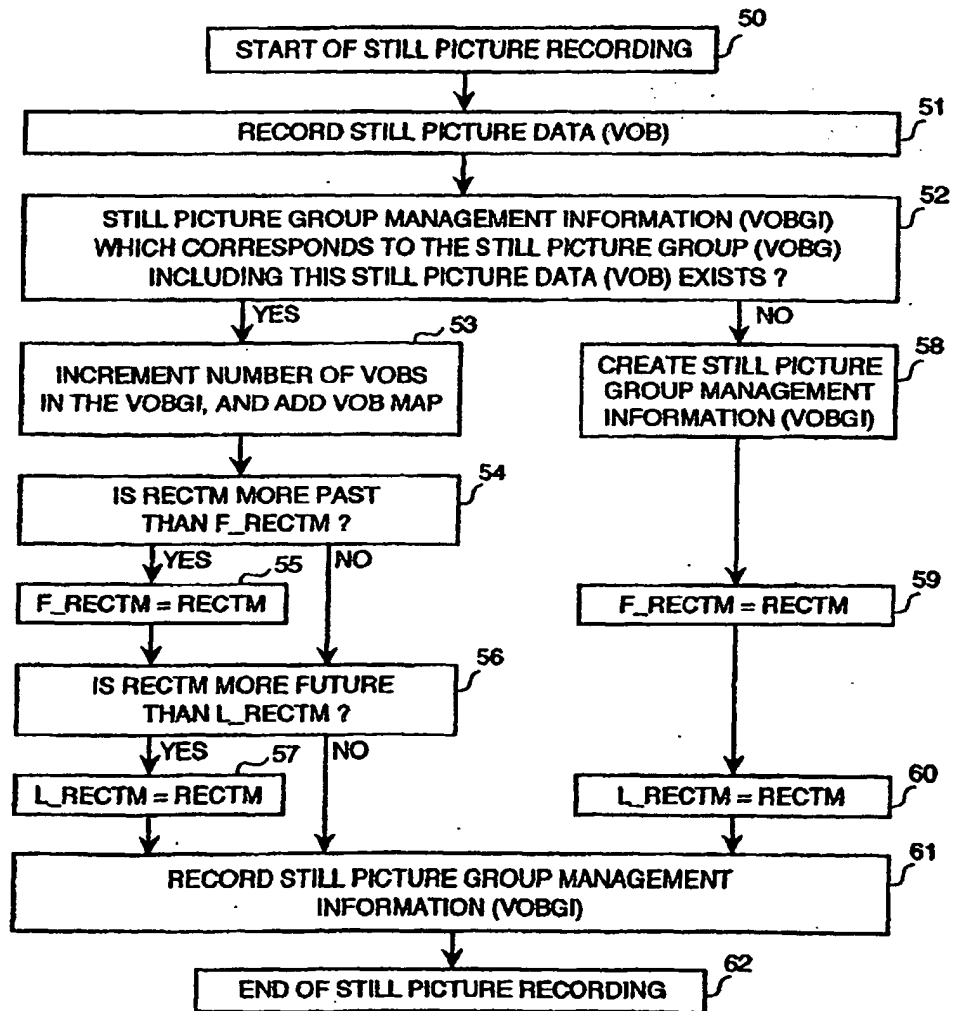 50
START OF STILL PICTURE RECORDING
51
RECORD STILL PICTURE DATA (VOB)
52
STILL PICTURE GROUP MANAGEMENT INFORMATION (VOBGI)
WHICH CORRESPONDS TO THE STILL PICTURE GROUP (VOBG)
INCLUDING THIS STILL PICTURE DATA (VOB) EXISTS ?
YES
NO
53
INCREMENT NUMBER OF VOBS
IN THE VOBGI, AND ADD VOB MAP
58
CREATE STILL PICTURE
GROUP MANAGEMENT
INFORMATION (VOBGI)
54
IS RECTM MORE PAST
THAN F_RECTM ?
YES
NO
55
F_RECTM = RECTM
59
F_RECTM = RECTM
56
IS RECTM MORE FUTURE
THAN L_RECTM ?
YES
NO
57
L_RECTM = RECTM
60
L_RECTM = RECTM
61
RECORD STILL PICTURE GROUP MANAGEMENT
INFORMATION (VOBGI)
62
END OF STILL PICTURE RECORDING